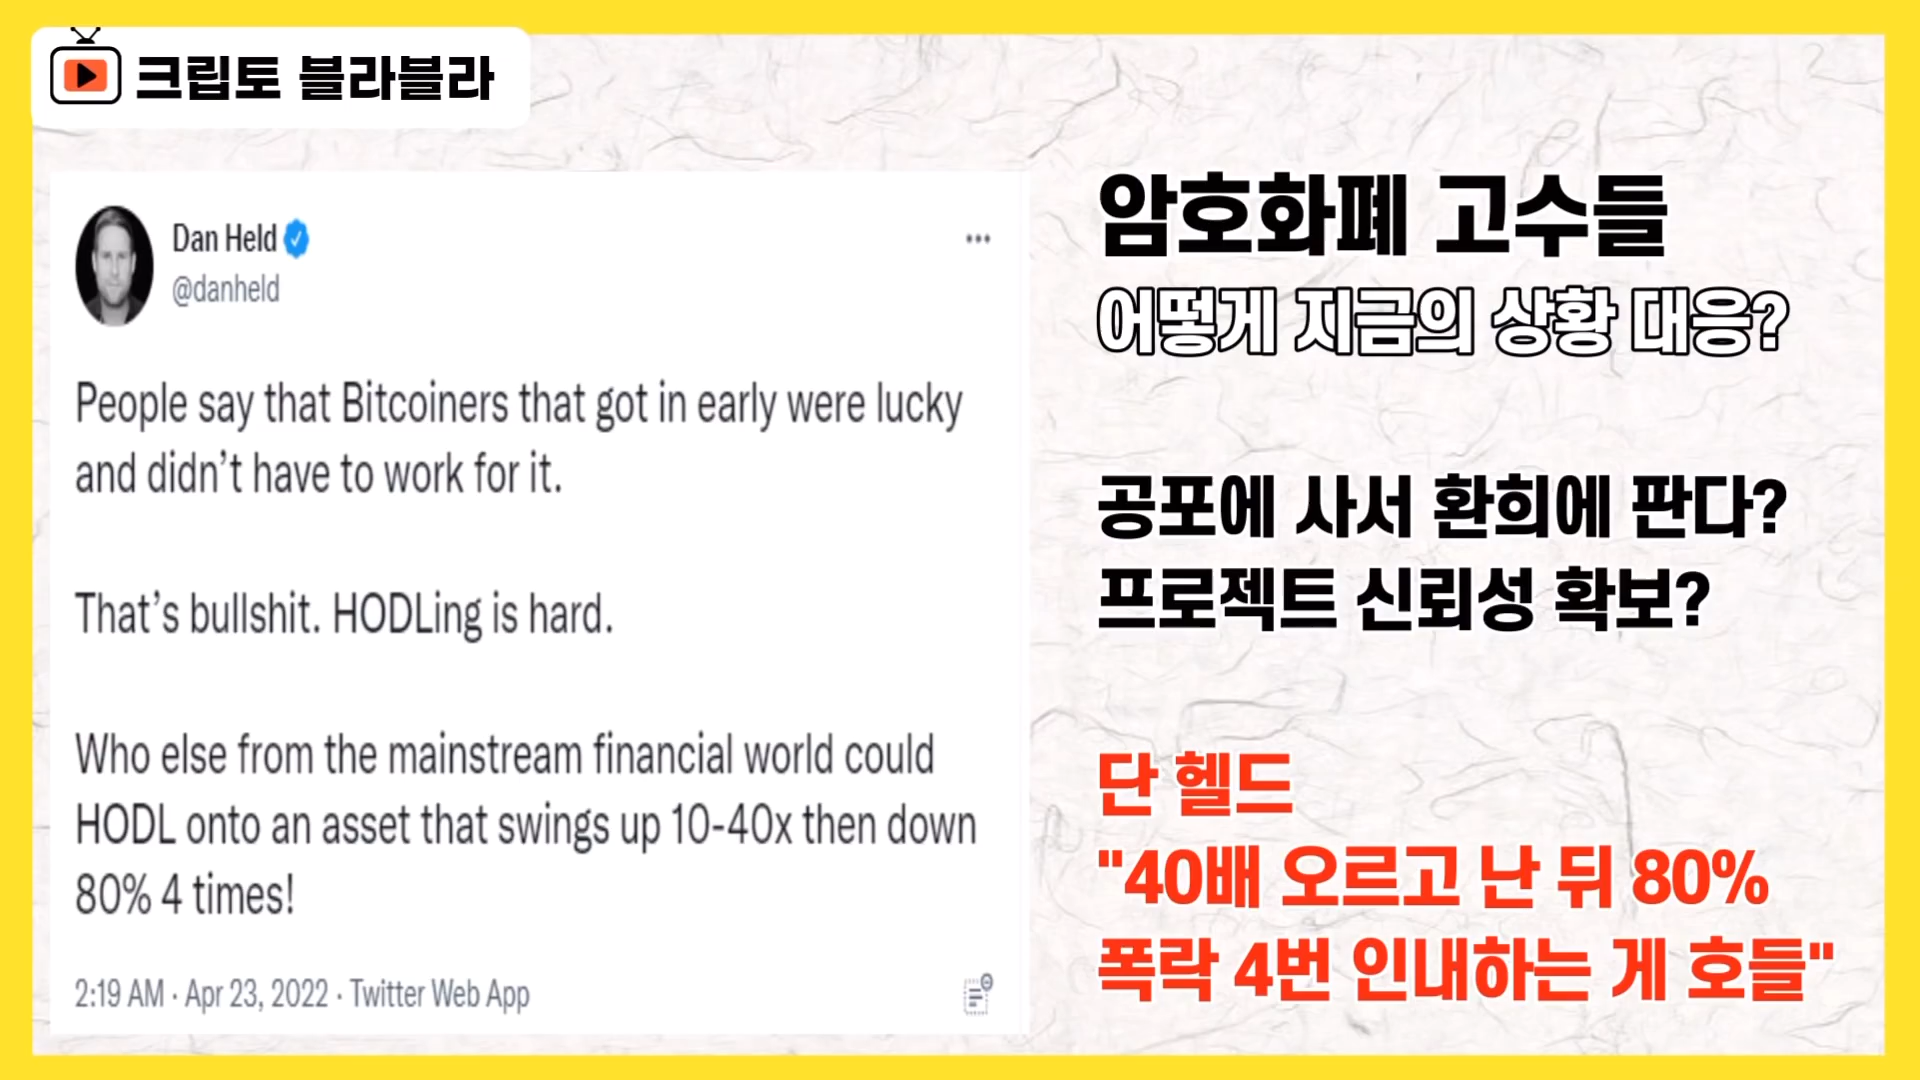 크립토 블라블라
Dan Held
@danheld
People say that Bitcoiners that got in early were lucky
and didn't have to work for it.
That's bullshit. HODLing is hard.
Who else from the mainstream financial world could
HODL onto an asset that swings up 10-40x then down
80% 4 times!
2:19 AM · Apr 23, 2022 · Twitter Web App
암호화폐 고수들
어떻게 지금의 상황 대응?
공포에 사서 환희에 판다?
프로젝트 신뢰성 확보?
단 헬드
"40배 오르고 난 뒤 80%
폭락 4번 인내하는 게 호들"